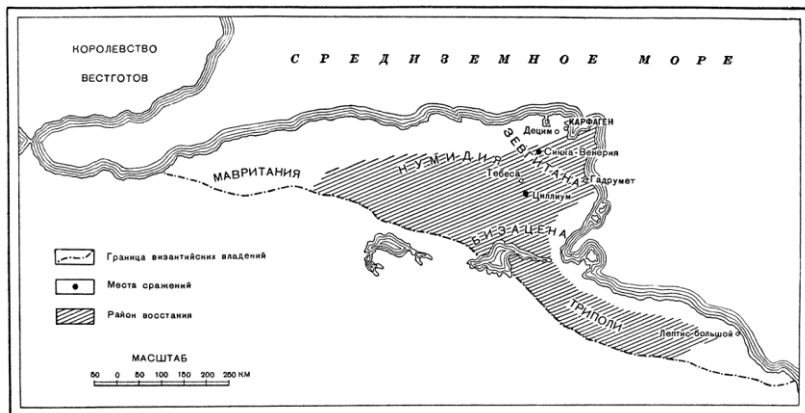 КОРОЛЕВСТВО
ВЕСТГОТОВ
СРЕДИЗЕМНОЕ МОРЕ
Децимо
КАРФАГЕН
ЗЕВГИТАНА
Сикка-Венерия
НУМИДИЯ
МАВРИТАНИЯ
Тебеса
Гадрумет
Циллиум
БИЗАЦЕНА
ТРИПОЛИ
Лептис-большой
Граница византийских владений
Места сражений
Район восстания
МАСШТАБ
50 0 50 100 150 200 250 КМ